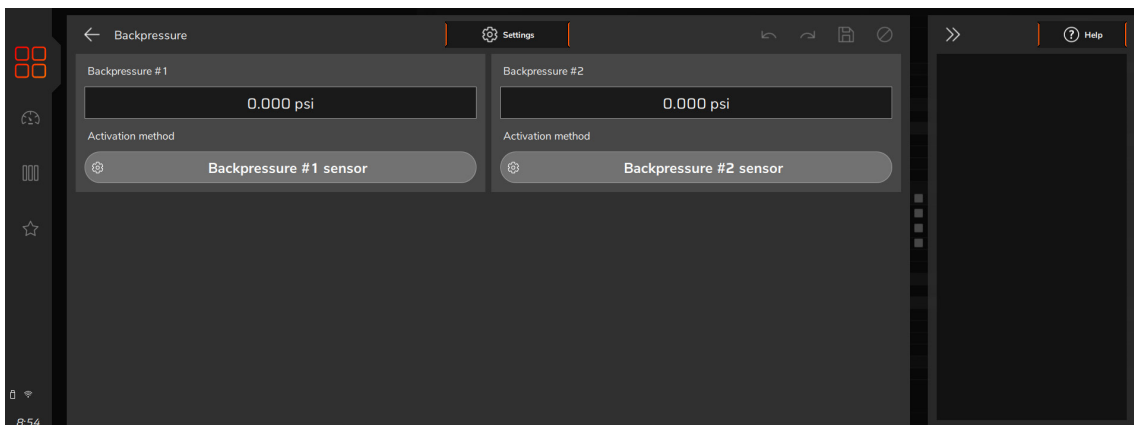 Backpressure
Settings
Help
Backpressure #1
Backpressure #2
0.000 psi
0.000 psi
Activation method
Activation method
Backpressure #1 sensor
Backpressure #2 sensor
8:54